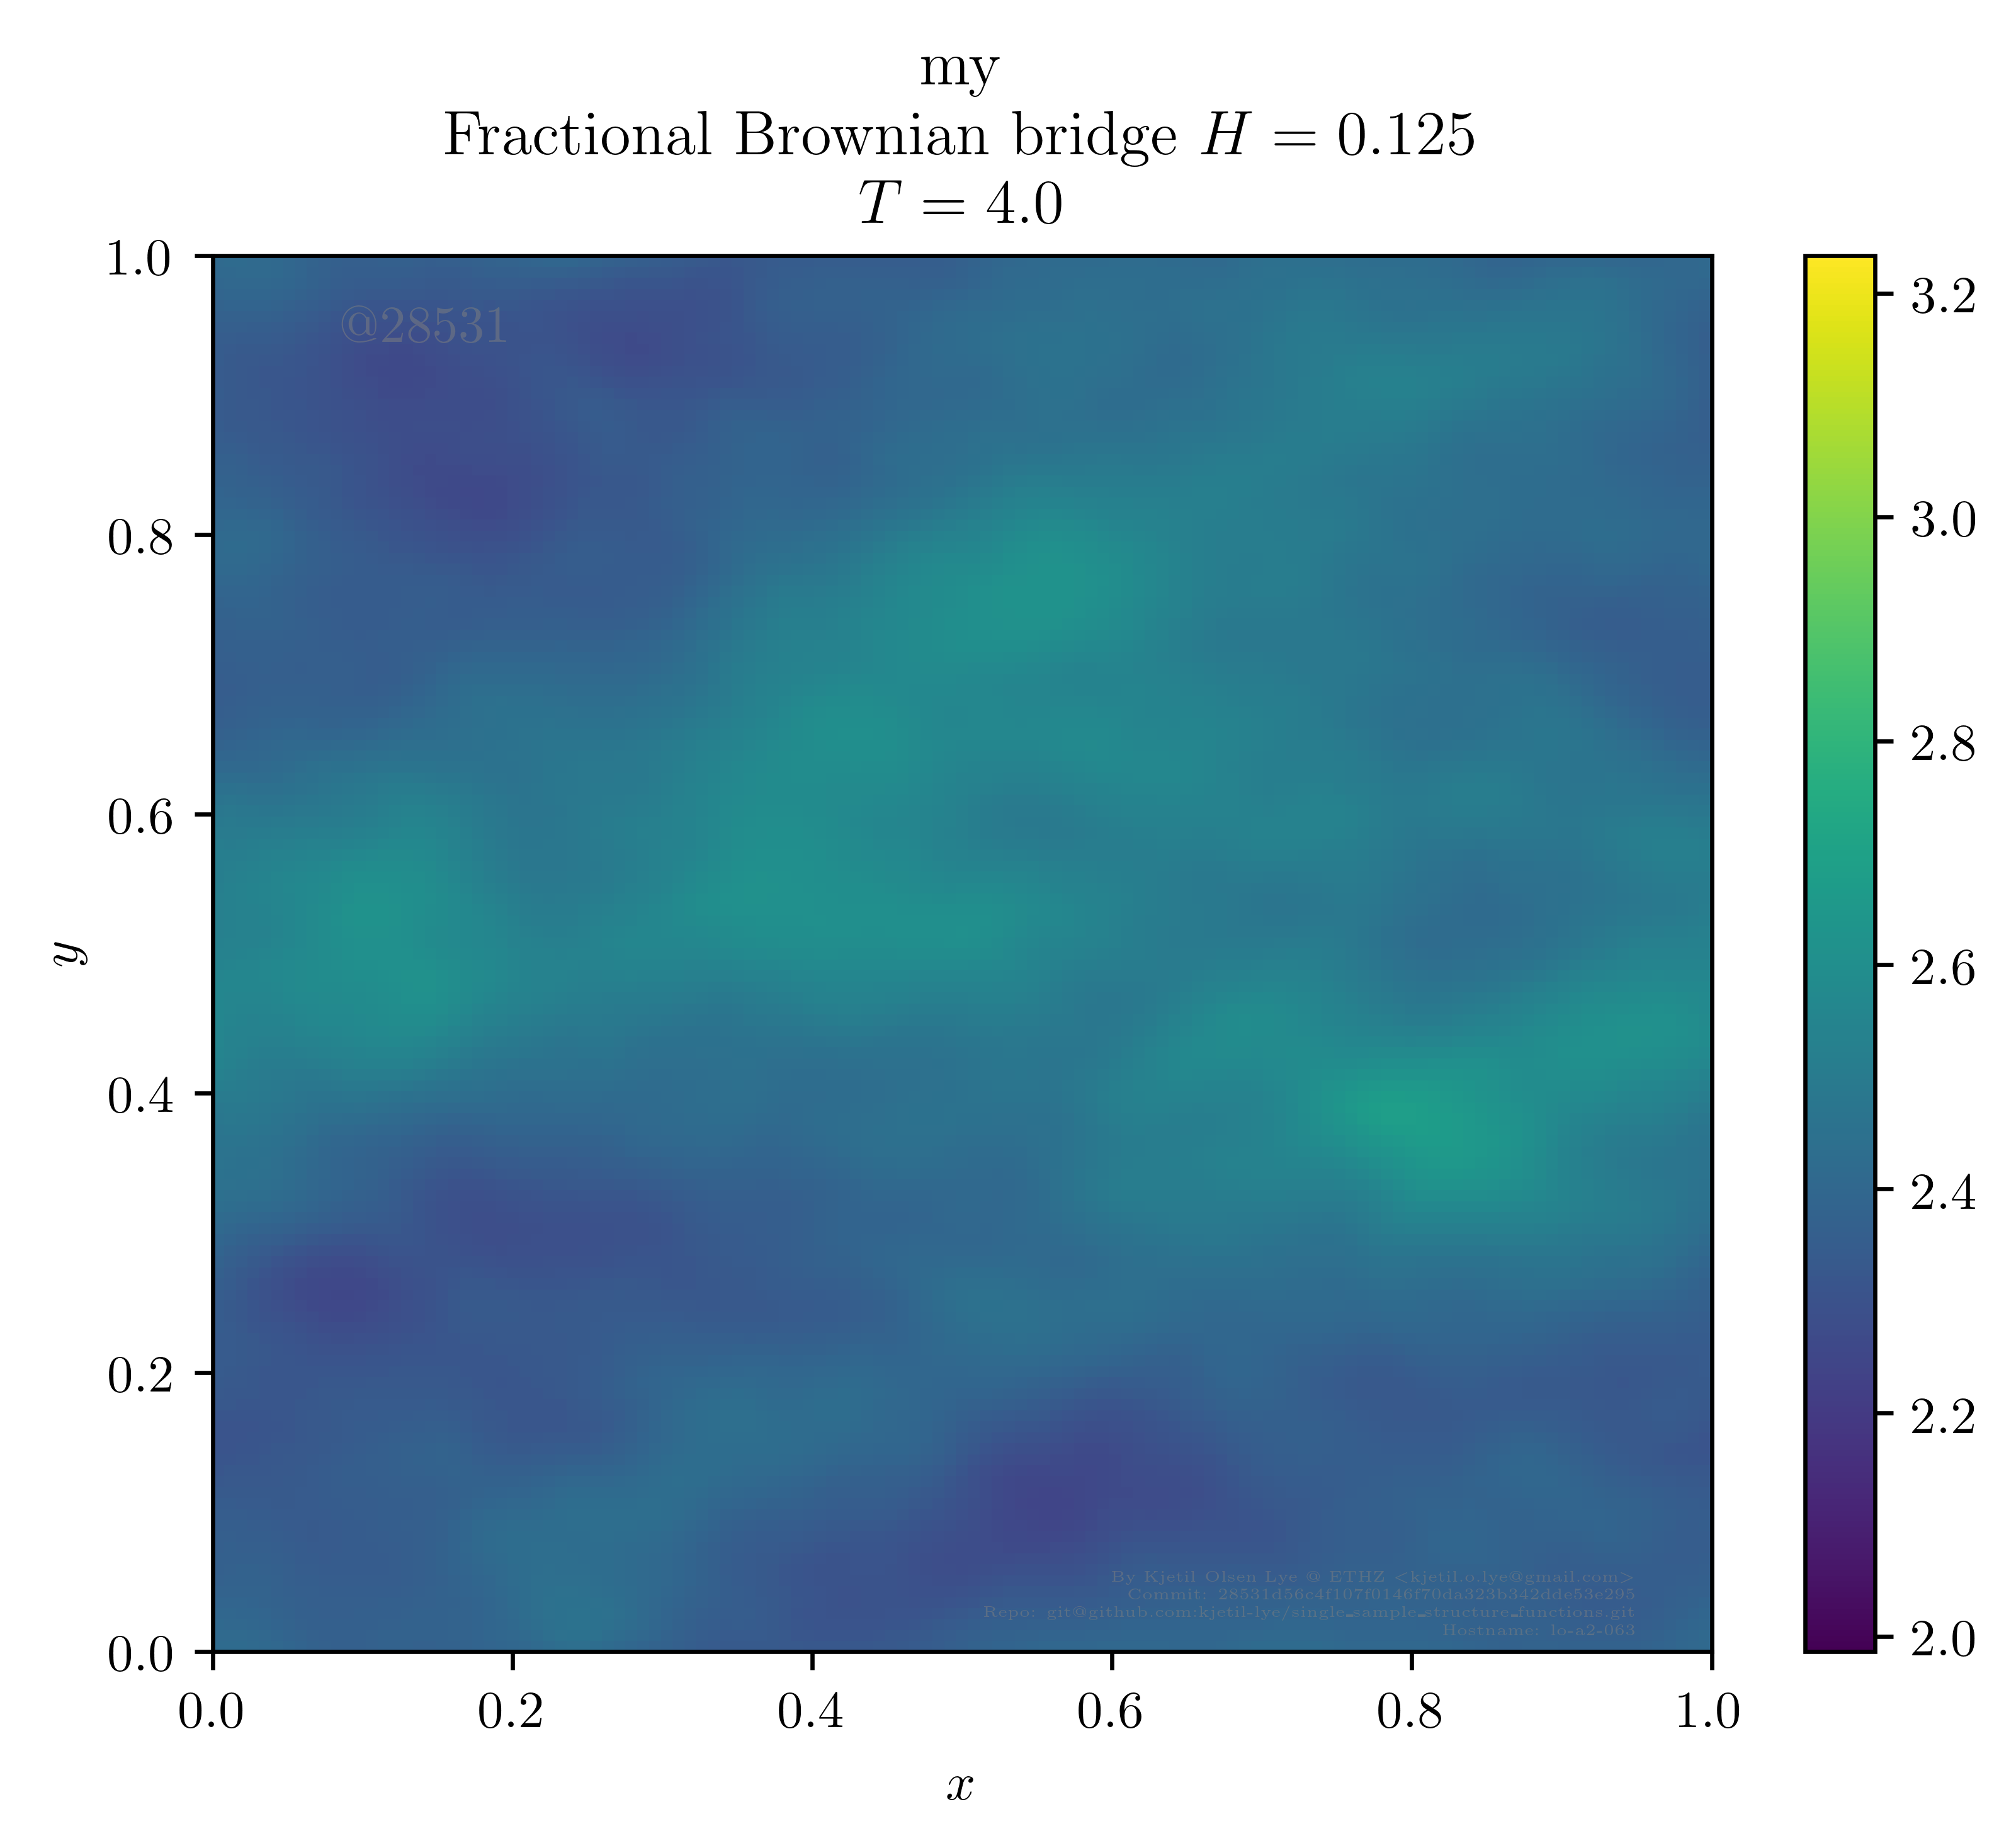 my
Fractional Brownian bridge H = 0.125
T = 4.0
1.0
0.8
0.6
0.4
0.2
0.0
y
@28531
By Kjetil Olsen Lye @ ETHZ <kjetil.o.lye@gmail.com>
Commit: 28531d56c4f107f0146f70da323b342dde53e295
Repo: git@github.com:kjetil-lye/single_sample_structure_functions.git
Hostname: lo-a2-063
0.0 0.2 0.4 0.6 0.8 1.0
x
3.2
3.0
2.8
2.6
2.4
2.2
2.0